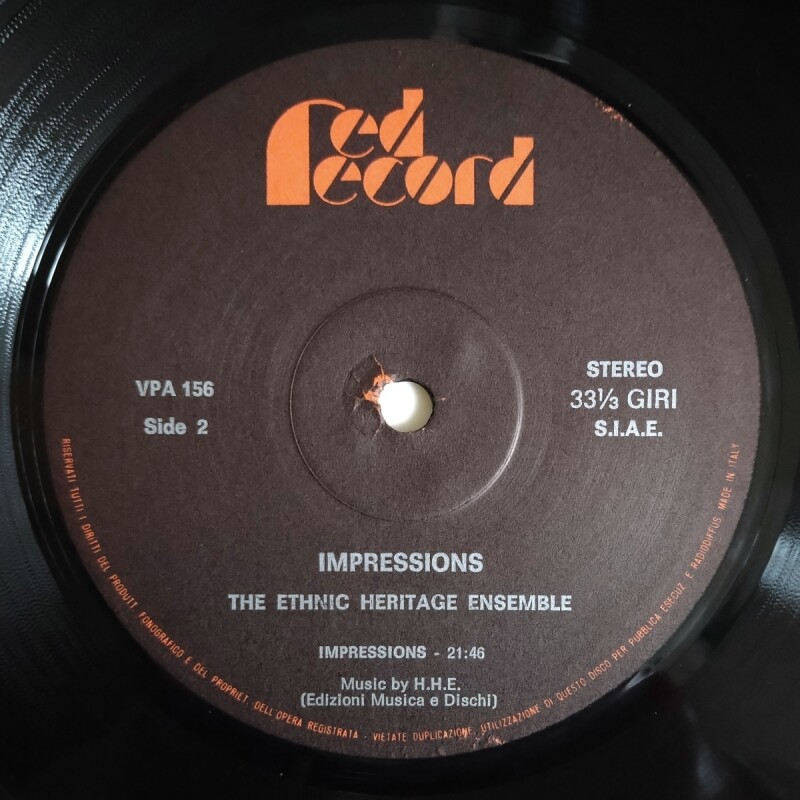 red
record
VPA 156
Side 2
STEREO
33⅓ GIRI
S.I.A.E.
IMPRESSIONS
THE ETHNIC HERITAGE ENSEMBLE
IMPRESSIONS - 21:46
Music by H.H.E.
(Edizioni Musica e Dischi)
RISERVATI TUTTI I DIRITTI DEL PRODUTT. FONOGRAFICO E DEL PROPRIET. DELL'OPERA REGISTRATA - VIETATE DUPLICAZIONE, UTILIZZAZIONE DI QUESTO DISCO PER PUBBLICA ESECUZ. E RADIODIFFUS. MADE IN ITALY